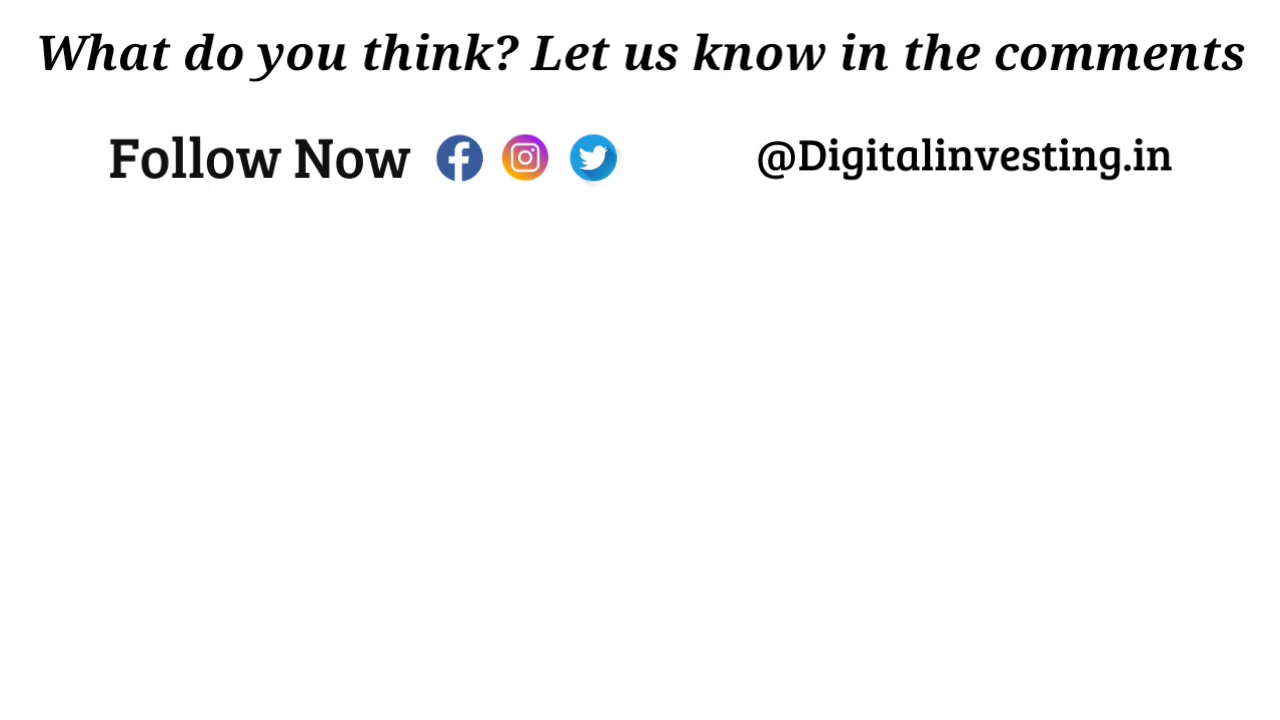 What do you think? Let us know in the comments
Follow Now @Digitalinvesting.in